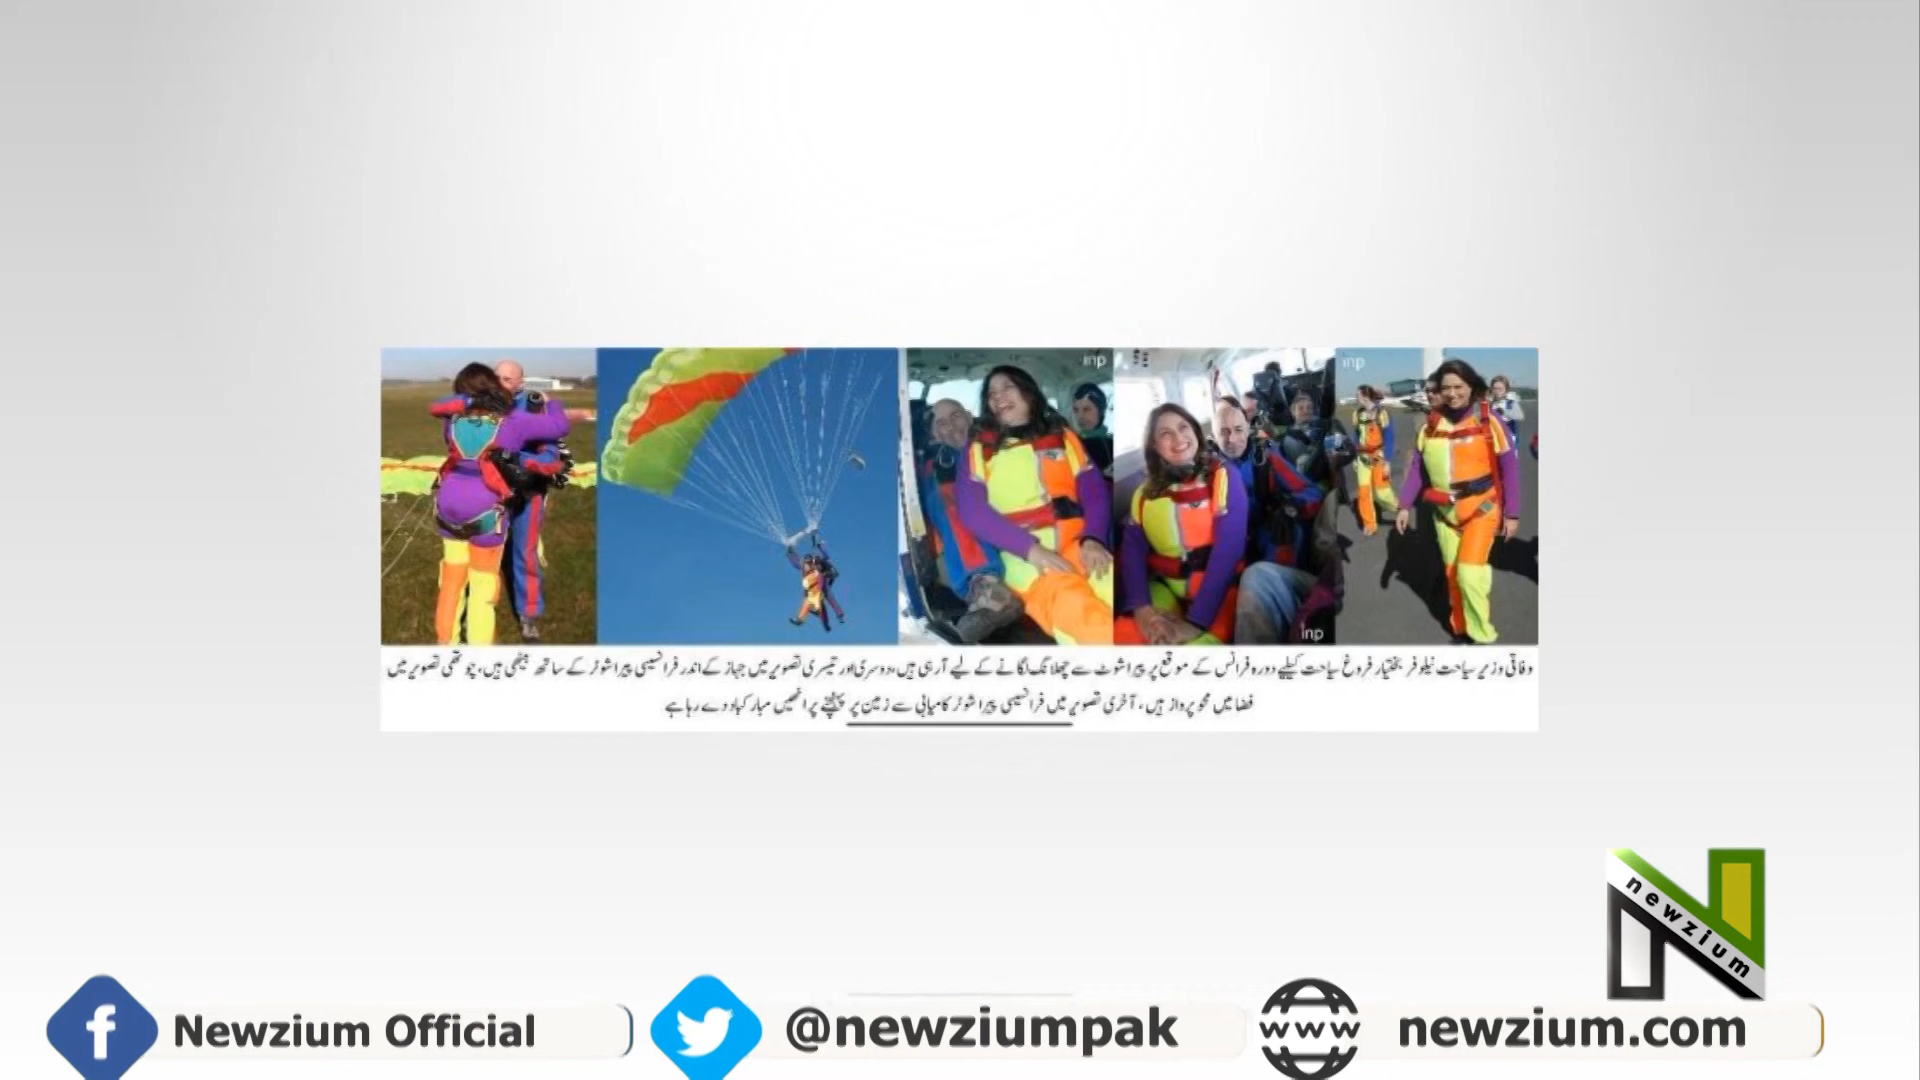 inp
inp
inp
وفاقی وزیر سیاحت نیلوفر بختیار فروغ سیاحت کیلیے دورہ فرانس کے موقع پر پیراشوٹ سے چھلانگ لگانے کے لیے آرہی ہیں،دوسری اور تیسری تصویر میں جہاز کے اندر فرانسیسی پیراشوٹر کے ساتھ بیٹھی ہیں، چوتھی تصویر میں
فضا میں محو پرواز ہیں، آخری تصویر میں فرانسیسی پیراشوٹر کامیابی سے زمین پر پہنچنے پر انھیں مبارکباد دے رہا ہے
newzium
Newzium Official
@newziumpak
www
newzium.com